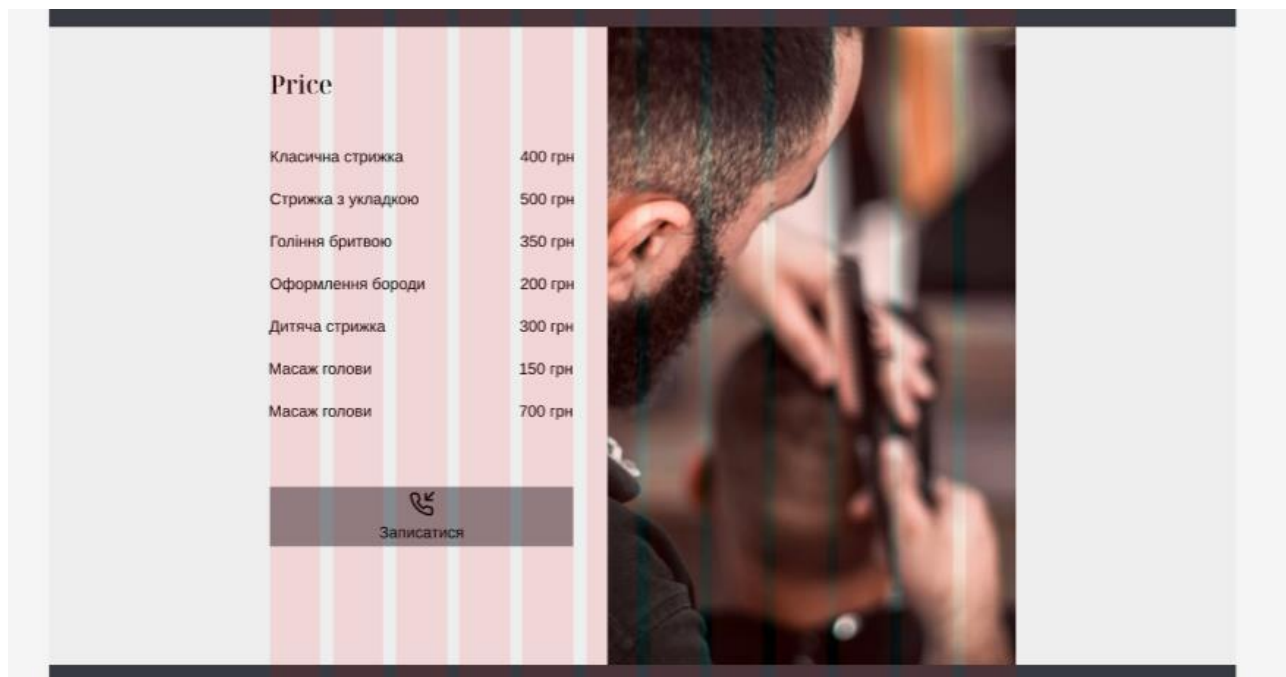 Price
Класична стрижка 400 грн
Стрижка з укладкою 500 грн
Гоління бритвою 350 грн
Оформлення бороди 200 грн
Дитяча стрижка 300 грн
Масаж голови 150 грн
Масаж голови 700 грн
Записатися